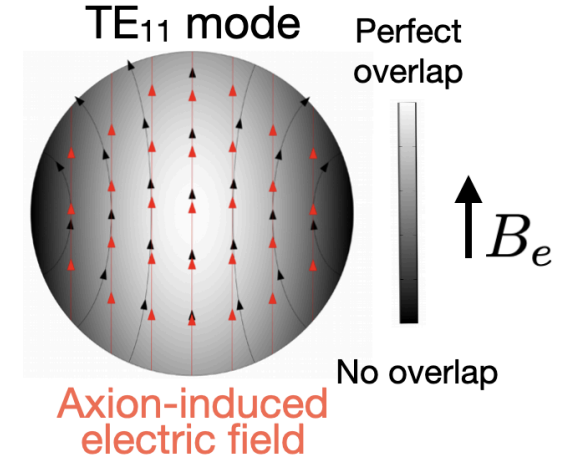 TE₁₁ mode
Perfect
overlap
Bₑ
No overlap
Axion-induced
electric field